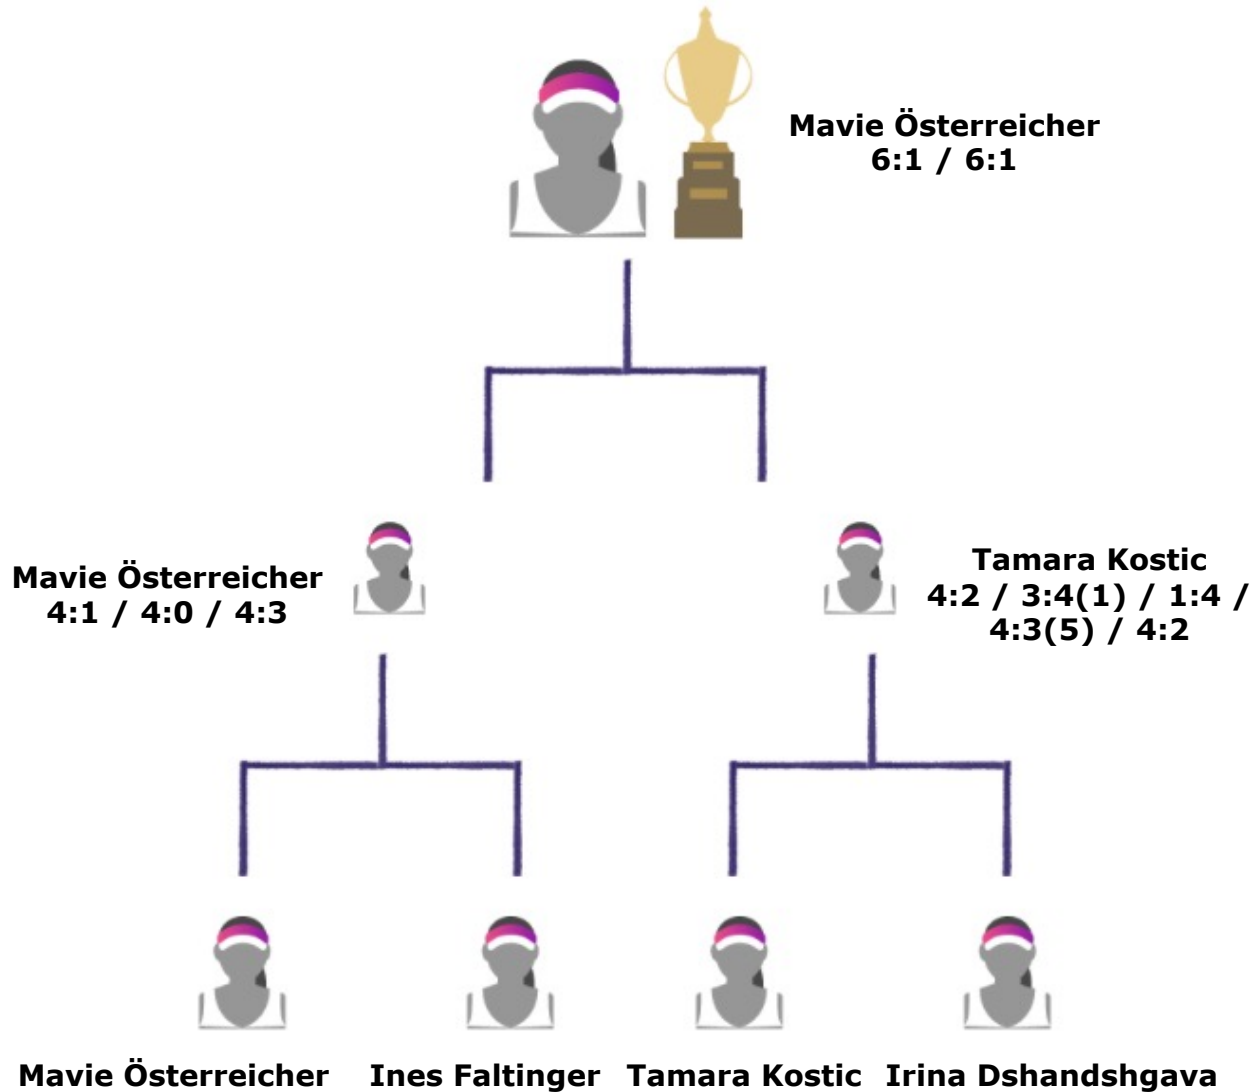 Mavie Österreicher
6:1 / 6:1
Mavie Österreicher
4:1 / 4:0 / 4:3
Tamara Kostic
4:2 / 3:4(1) / 1:4 /
4:3(5) / 4:2
Mavie Österreicher
Ines Faltinger
Tamara Kostic
Irina Dshandshgava